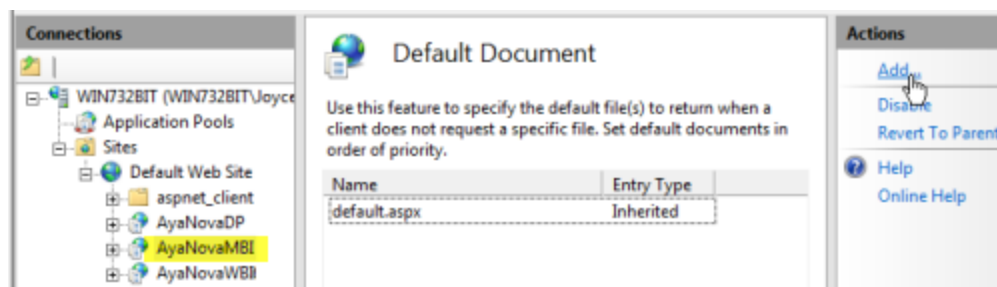 Connections
WIN732BIT (WIN732BIT\Joyce
Application Pools
Sites
Default Web Site
aspnet_client
AyaNovaDP
AyaNovaMBI
AyaNovaWBI
Default Document
Use this feature to specify the default file(s) to return when a
client does not request a specific file. Set default documents in
order of priority.
Name Entry Type
default.aspx Inherited
Actions
Add...
Disable
Revert To Parent
Help
Online Help